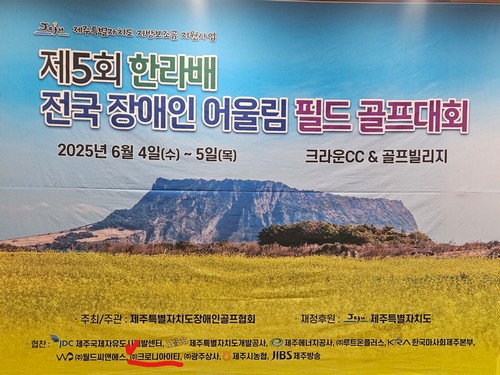 Jeju 제주특별자치도 지방보조금 지원사업
제5회 한라배
전국 장애인 어울림 필드 골프대회
2025년 6월 4일(수) ~ 5일(목) 크라운CC & 골프빌리지
· 주최/주관 : 제주특별자치도장애인골프협회 · 재정후원 : Jeju 제주특별자치도
· 협찬 : JDC 제주국제자유도시개발센터, 제주특별자치도개발공사, 제주에너지공사, ㈜루트온플러스, KRA 한국마사회제주본부,
㈜월드씨앤에스, ㈜크로니아이티, ㈜광주상사, 제주시농협, JIBS 제주방송